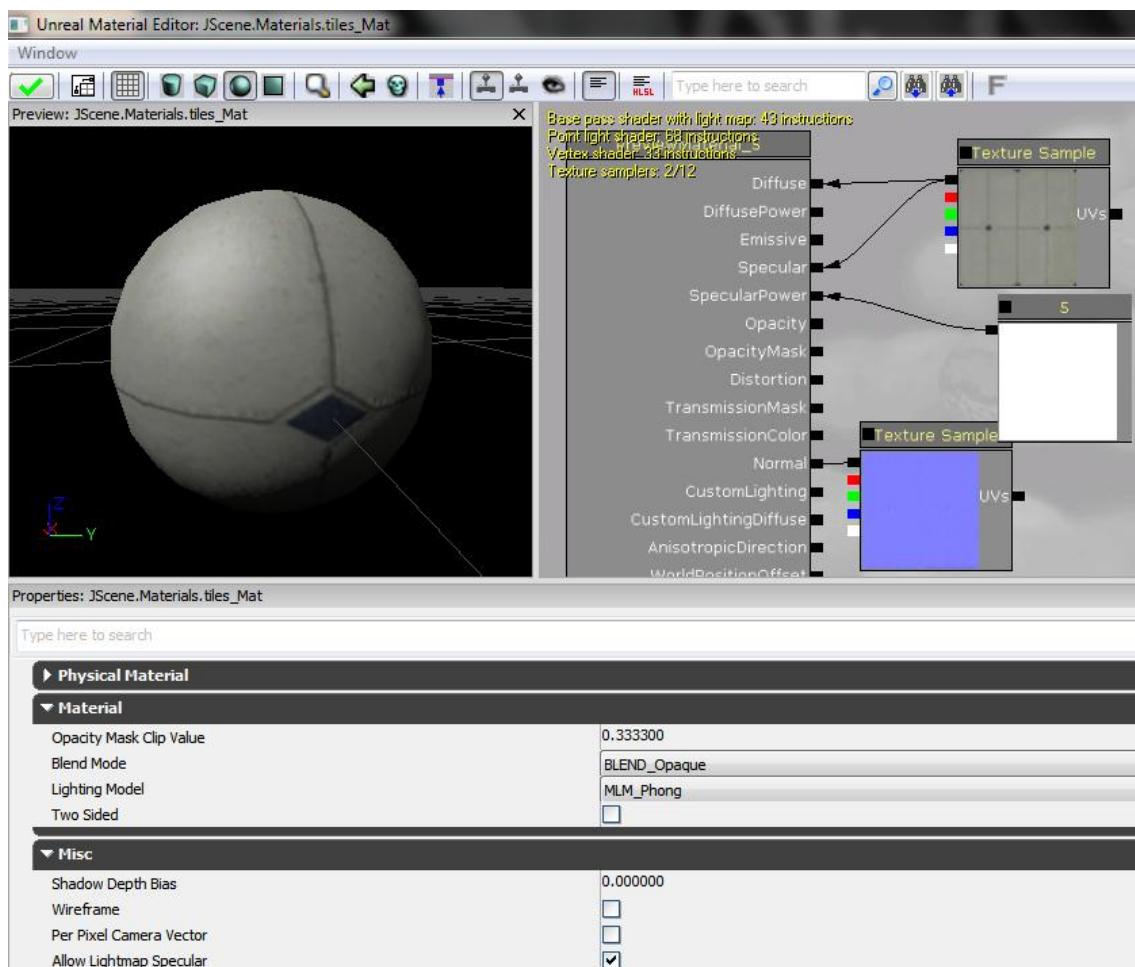 Unreal Material Editor: JScene.Materials.tiles_Mat
Window
HLSL
Type here to search
F
Preview: JScene.Materials.tiles_Mat
Z
X
Y
Base pass shader with light map: 43 instructions
Point light shader: 68 instructions
Vertex shader: 33 instructions
Texture samplers: 2/12
PreviewMaterial_5
Diffuse
DiffusePower
Emissive
Specular
SpecularPower
Opacity
OpacityMask
Distortion
TransmissionMask
TransmissionColor
Normal
CustomLighting
CustomLightingDiffuse
AnisotropicDirection
WorldPositionOffset
Texture Sample
UVs
5
Texture Sample
UVs
Properties: JScene.Materials.tiles_Mat
Type here to search
Physical Material
Material
Opacity Mask Clip Value 0.333300
Blend Mode BLEND_Opaque
Lighting Model MLM_Phong
Two Sided
Misc
Shadow Depth Bias 0.000000
Wireframe
Per Pixel Camera Vector
Allow Lightmap Specular